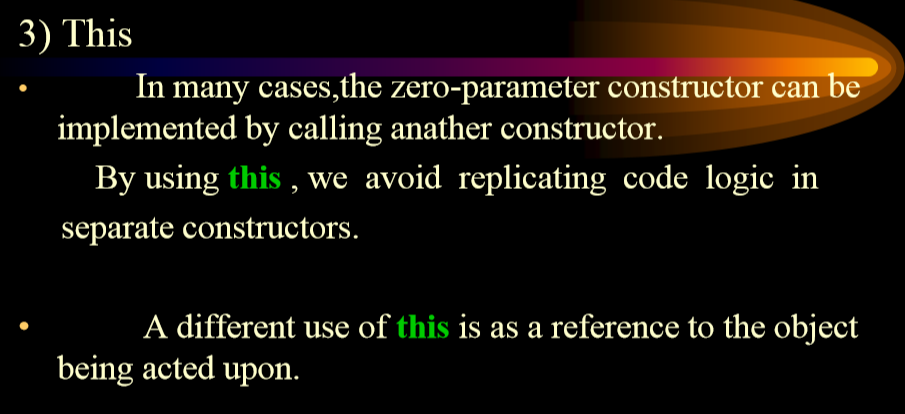 3) This
• In many cases,the zero-parameter constructor can be
implemented by calling anather constructor.
By using this , we avoid replicating code logic in
separate constructors.
• A different use of this is as a reference to the object
being acted upon.